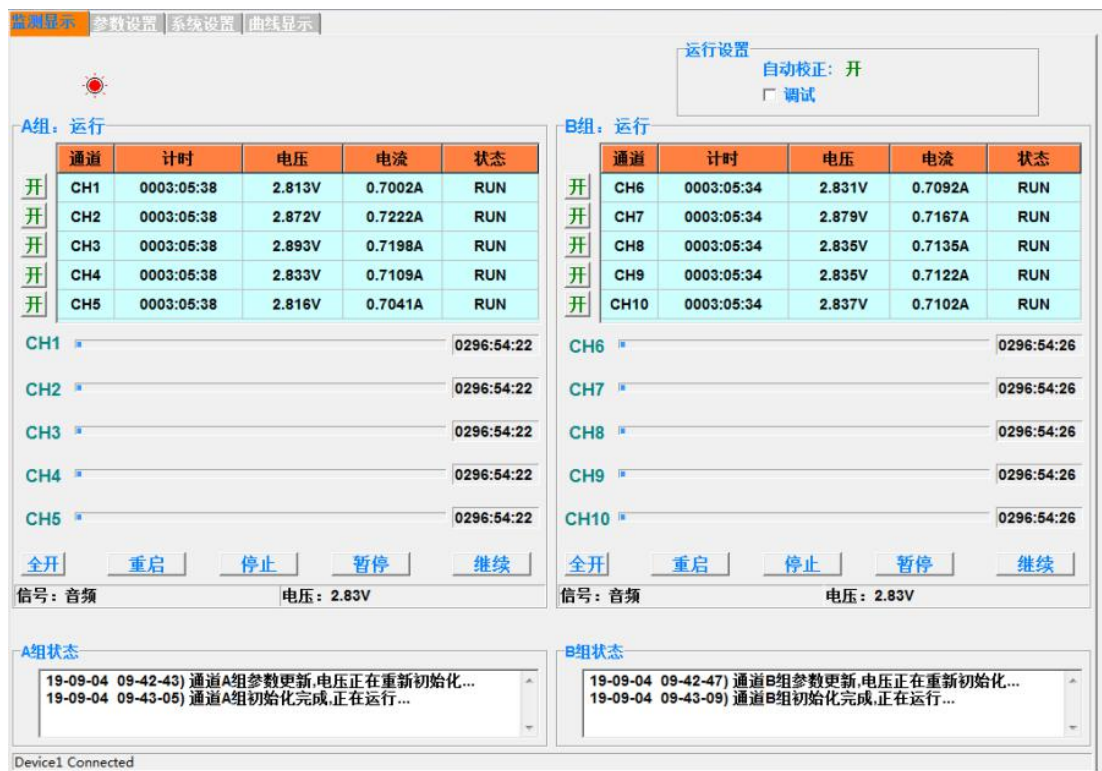 监测显示 参数设置 系统设置 曲线显示
运行设置
自动校正: 开
调试
A组: 运行
通道 计时 电压 电流 状态
开 CH1 0003:05:38 2.813V 0.7002A RUN
开 CH2 0003:05:38 2.872V 0.7222A RUN
开 CH3 0003:05:38 2.893V 0.7198A RUN
开 CH4 0003:05:38 2.833V 0.7109A RUN
开 CH5 0003:05:38 2.816V 0.7041A RUN
CH1 0296:54:22
CH2 0296:54:22
CH3 0296:54:22
CH4 0296:54:22
CH5 0296:54:22
全开 重启 停止 暂停 继续
信号: 音频 电压: 2.83V
B组: 运行
通道 计时 电压 电流 状态
开 CH6 0003:05:34 2.831V 0.7092A RUN
开 CH7 0003:05:34 2.879V 0.7167A RUN
开 CH8 0003:05:34 2.835V 0.7135A RUN
开 CH9 0003:05:34 2.835V 0.7122A RUN
开 CH10 0003:05:34 2.837V 0.7102A RUN
CH6 0296:54:26
CH7 0296:54:26
CH8 0296:54:26
CH9 0296:54:26
CH10 0296:54:26
全开 重启 停止 暂停 继续
信号: 音频 电压: 2.83V
A组状态
19-09-04 09-42-43) 通道A组参数更新,电压正在重新初始化...
19-09-04 09-43-05) 通道A组初始化完成,正在运行...
B组状态
19-09-04 09-42-47) 通道B组参数更新,电压正在重新初始化...
19-09-04 09-43-09) 通道B组初始化完成,正在运行...
Device1 Connected